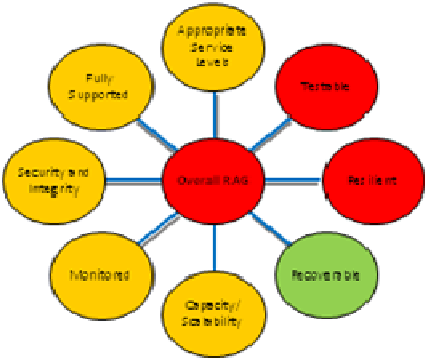 Appropriate
Service
Levels
Fully
Supported
Testable
Security and
Integrity
Overall RAG
Resilient
Monitored
Recoverable
Capacity/
Scalability